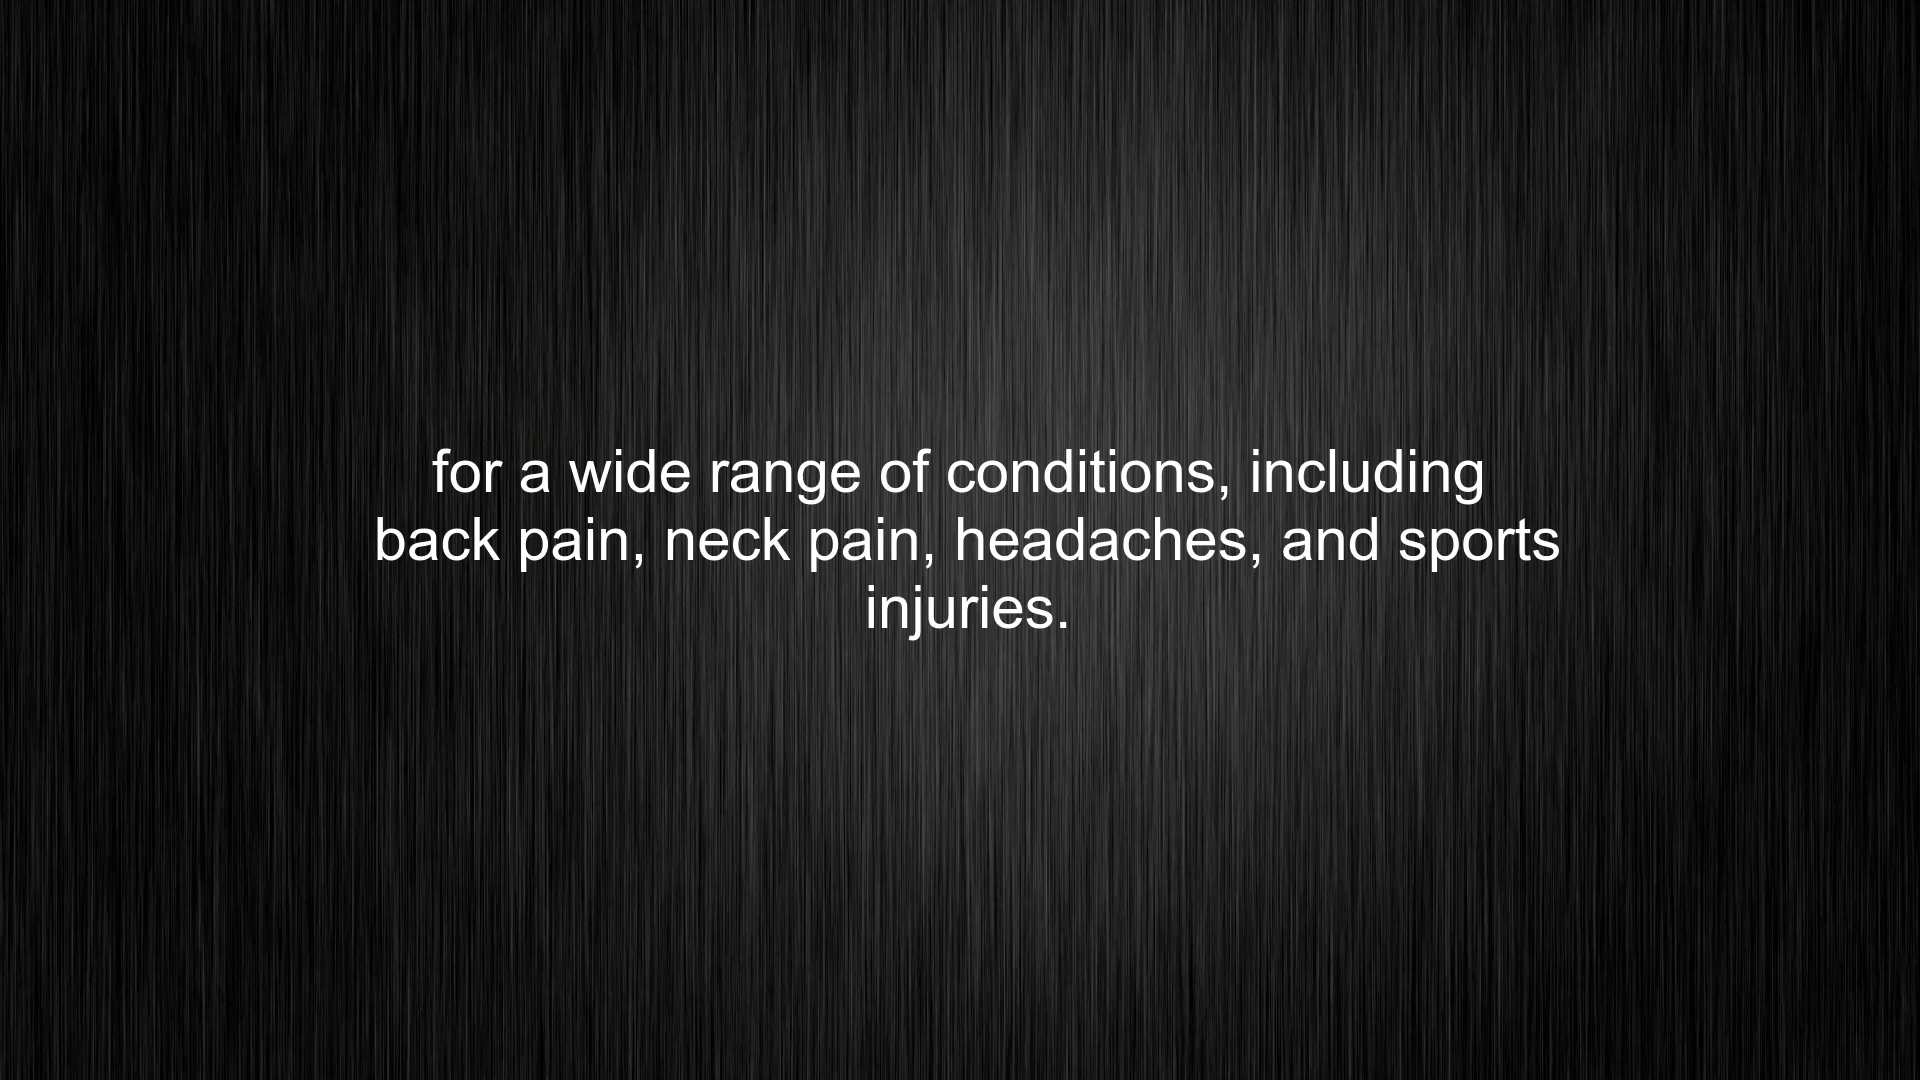 for a wide range of conditions, including
back pain, neck pain, headaches, and sports
injuries.